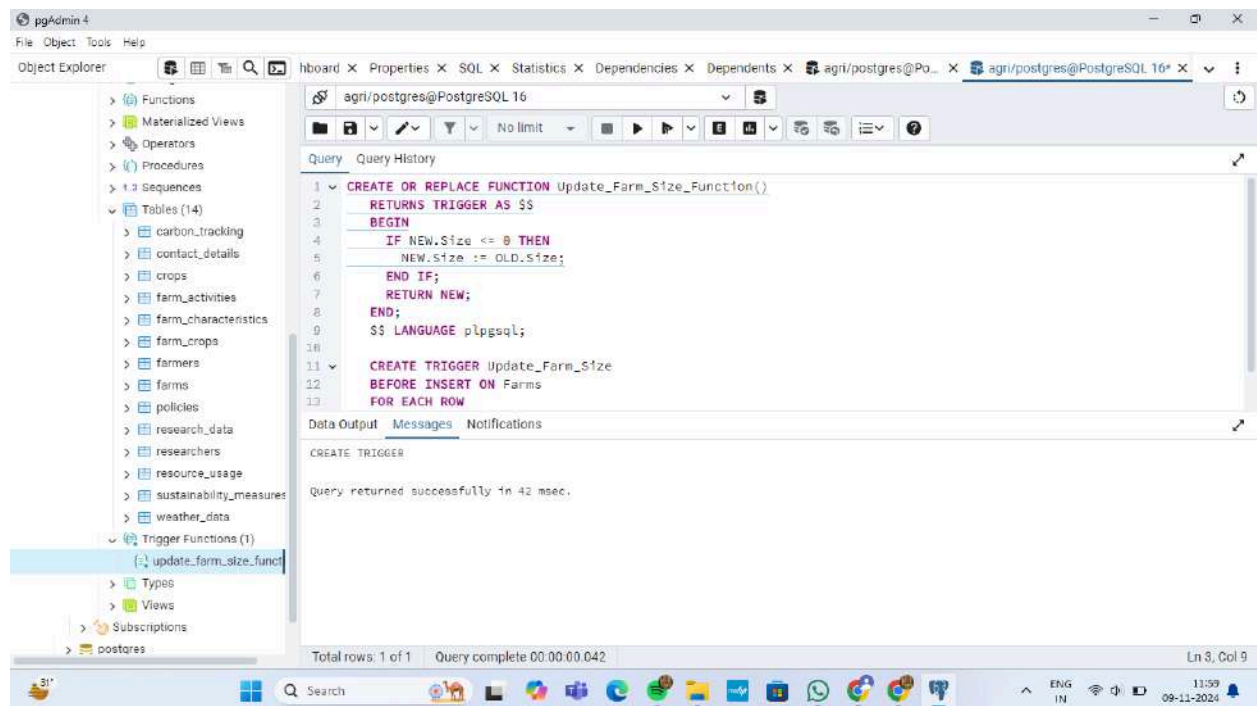 pgAdmin 4
File Object Tools Help
Object Explorer
hboard Properties SQL Statistics Dependencies Dependents agri/postgres@Po... agri/postgres@PostgreSQL 16*
Functions
Materialized Views
Operators
Procedures
1..3 Sequences
Tables (14)
carbon_tracking
contact_details
crops
farm_activities
farm_characteristics
farm_crops
farmers
farms
policies
research_data
researchers
resource_usage
sustainability_measures
weather_data
Trigger Functions (1)
update_farm_size_funct
Types
Views
Subscriptions
postgres
agri/postgres@PostgreSQL 16
No limit
Query Query History
1 CREATE OR REPLACE FUNCTION Update_Farm_Size_Function()
2 RETURNS TRIGGER AS $$
3 BEGIN
4 IF NEW.Size <= 0 THEN
5 NEW.Size := OLD.Size;
6 END IF;
7 RETURN NEW;
8 END;
9 $$ LANGUAGE plpgsql;
10
11 CREATE TRIGGER Update_Farm_Size
12 BEFORE INSERT ON Farms
13 FOR EACH ROW
Data Output Messages Notifications
CREATE TRIGGER
Query returned successfully in 42 msec.
Total rows: 1 of 1 Query complete 00:00:00.042 Ln 3, Col 9
31° Search ENG 11:59
IN 09-11-2024